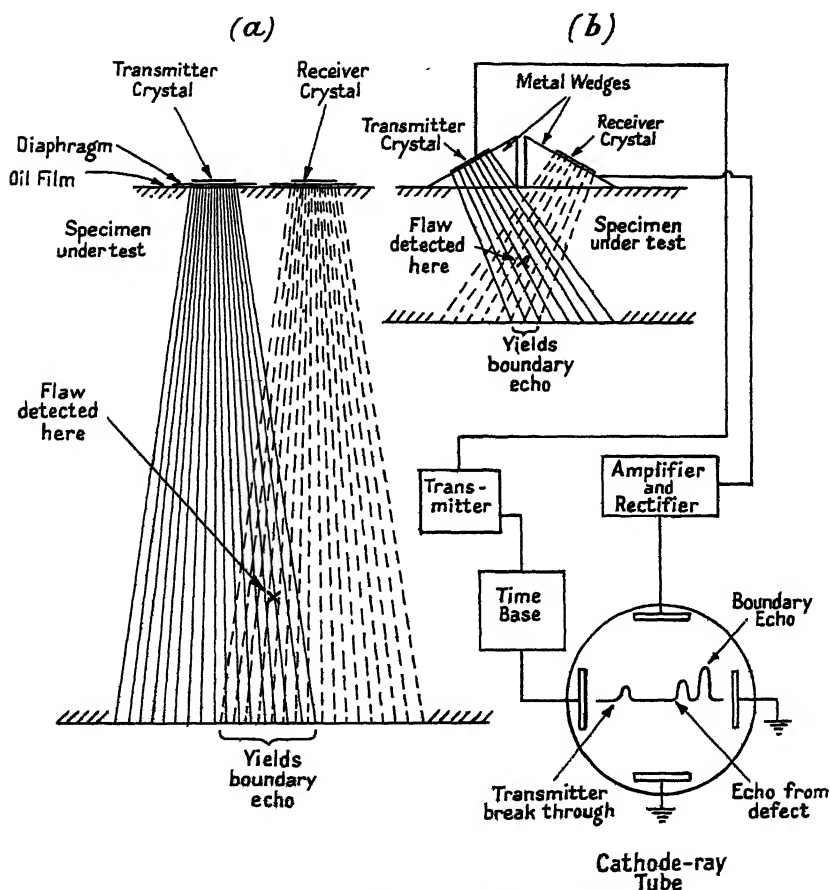 (a)
Transmitter
Crystal
Receiver
Crystal
Diaphragm
Oil Film
Specimen
under test
Flaw
detected
here
Yields
boundary
echo
(b)
Metal Wedges
Transmitter
Crystal
Receiver
Crystal
Flaw
detected
here
Specimen
under test
Yields
boundary
echo
Trans-
mitter
Amplifier
and
Rectifier
Time
Base
Boundary
Echo
Transmitter
break through
Echo from
defect
Cathode-ray
Tube